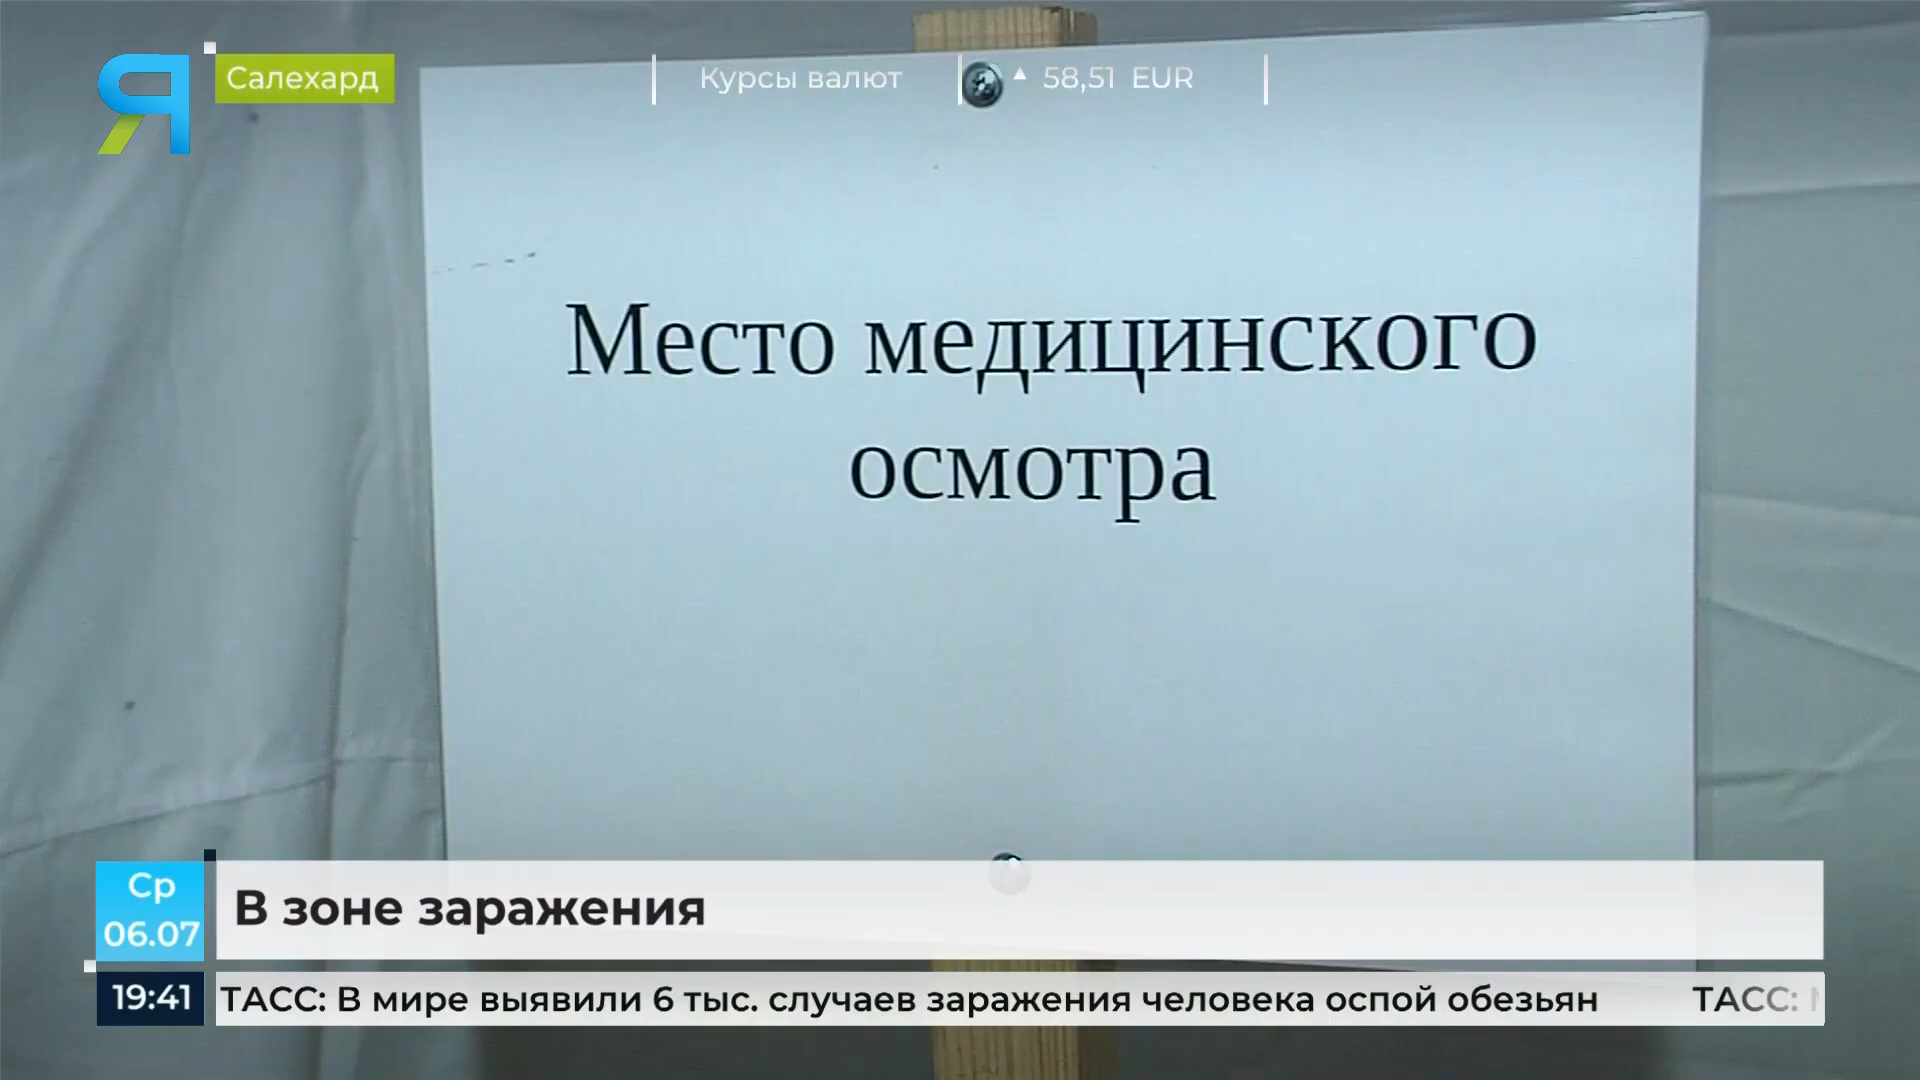 Я
Салехард
Курсы валют
▲ 58,51 EUR
Место медицинского
осмотра
Ср
06.07
В зоне заражения
19:41
ТАСС: В мире выявили 6 тыс. случаев заражения человека оспой обезьян
ТАСС: